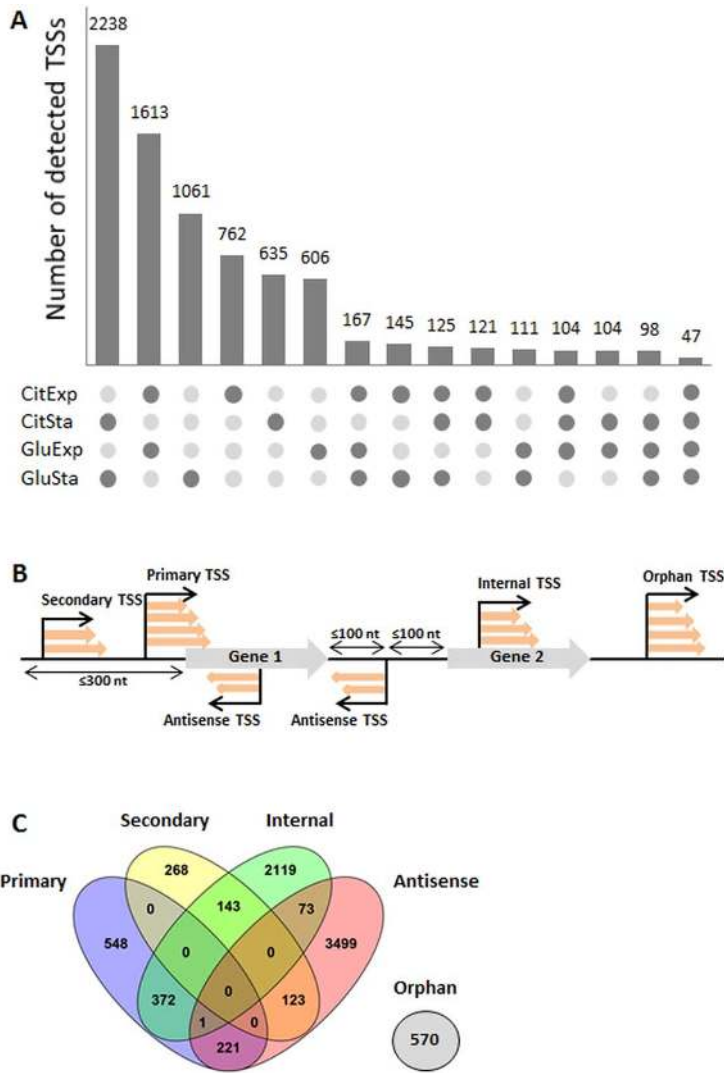 A
Number of detected TSSs
2238
1613
1061
762
635
606
167
145
125
121
111
104
104
98
47
CitExp
CitSta
GluExp
GluSta
B
Secondary TSS
Primary TSS
Internal TSS
Orphan TSS
≤100 nt
≤100 nt
Gene 1
Gene 2
≤300 nt
Antisense TSS
Antisense TSS
C
Secondary
Internal
Primary
Antisense
268
2119
0
143
73
548
3499
0
0
372
0
123
1
0
221
Orphan
570